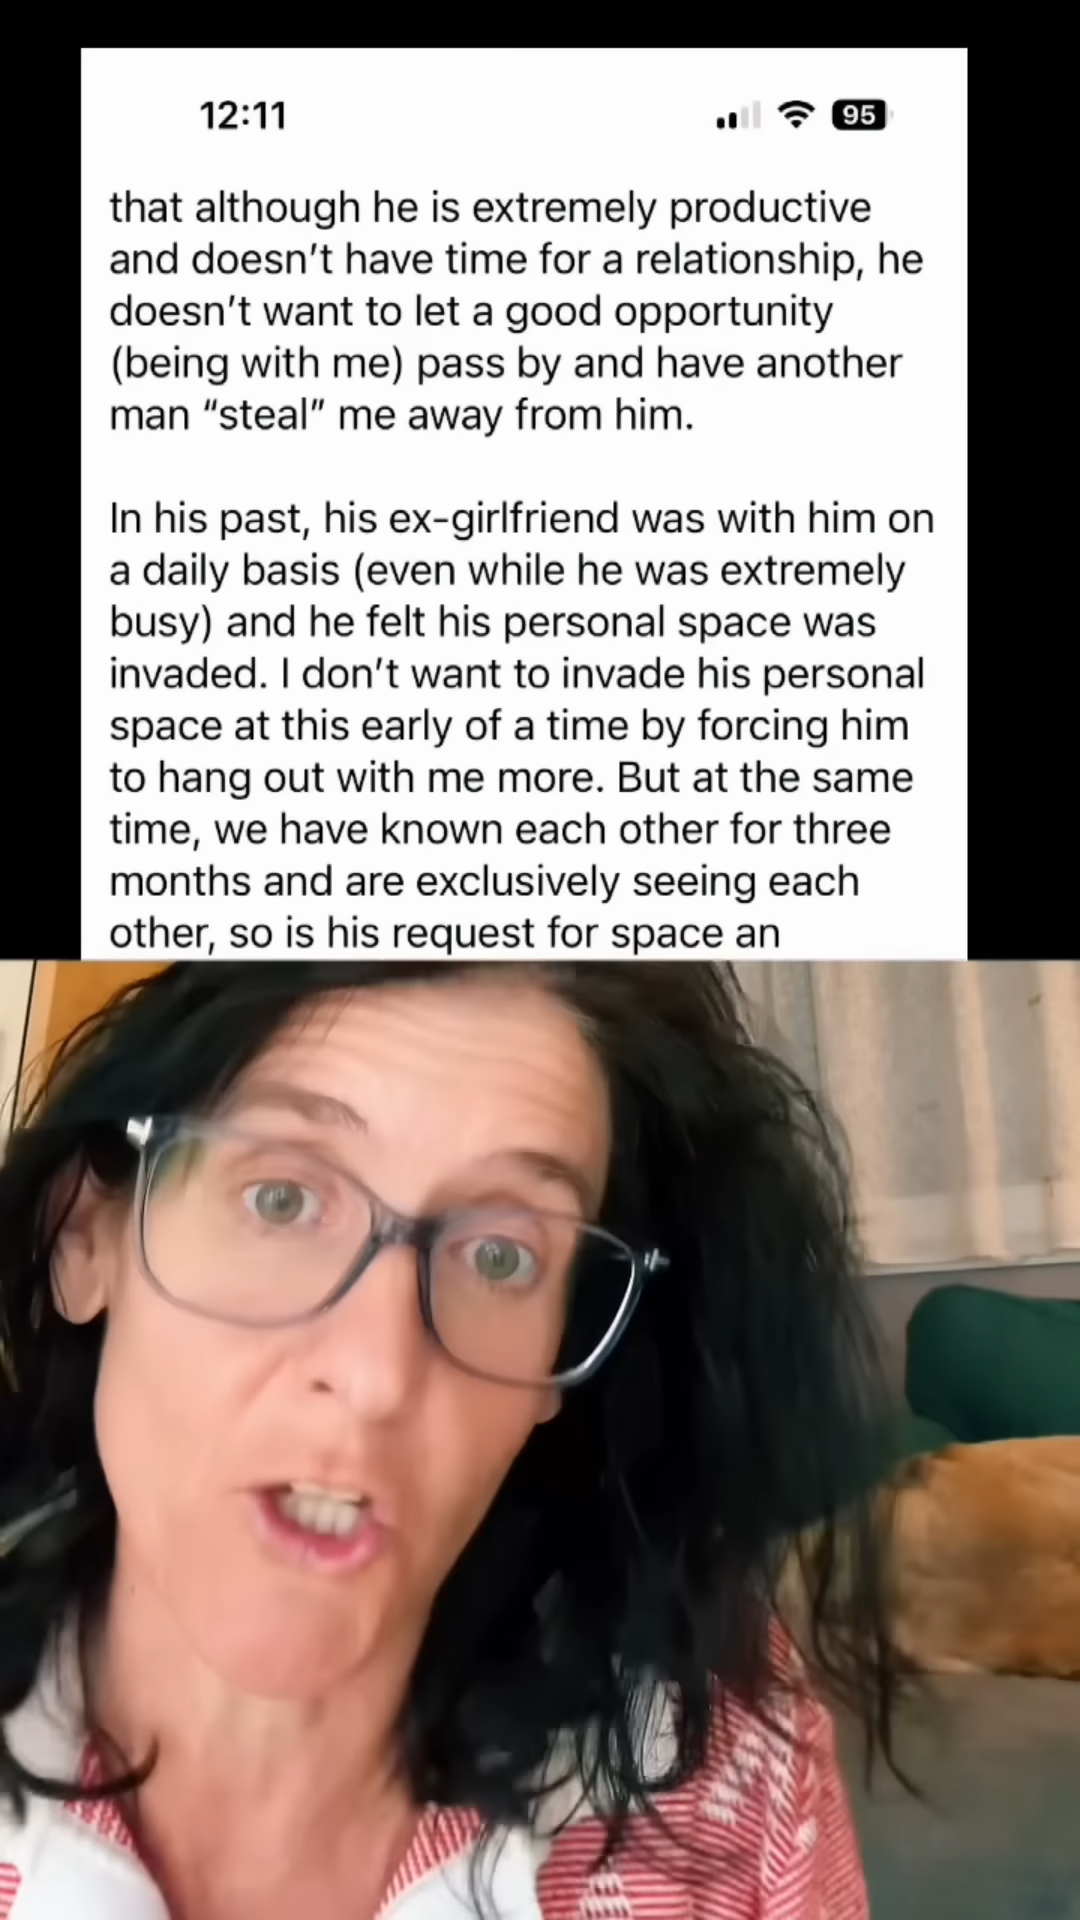 12:11
95
that although he is extremely productive
and doesn’t have time for a relationship, he
doesn’t want to let a good opportunity
(being with me) pass by and have another
man “steal” me away from him.
In his past, his ex-girlfriend was with him on
a daily basis (even while he was extremely
busy) and he felt his personal space was
invaded. I don’t want to invade his personal
space at this early of a time by forcing him
to hang out with me more. But at the same
time, we have known each other for three
months and are exclusively seeing each
other, so is his request for space an